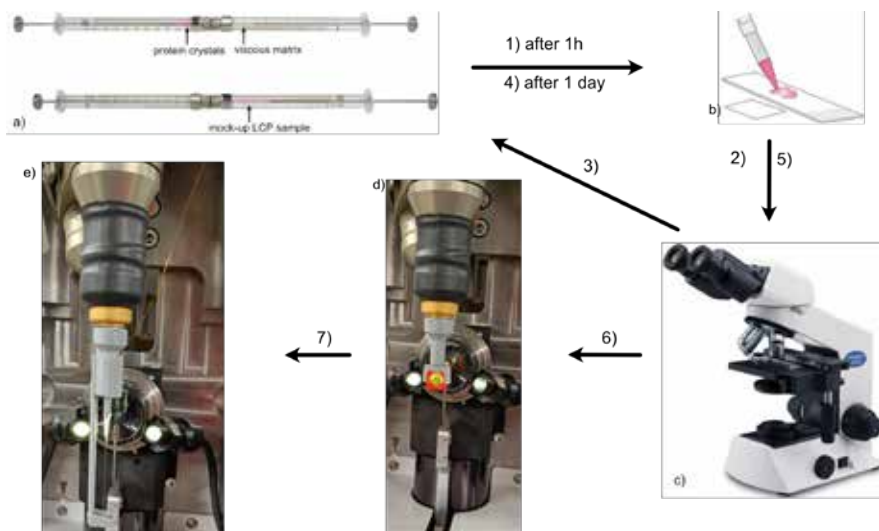 protein crystals
viscous matrix
a)
mock-up LCP sample
1) after 1h
4) after 1 day
b)
2)
5)
3)
e)
d)
7)
6)
c)